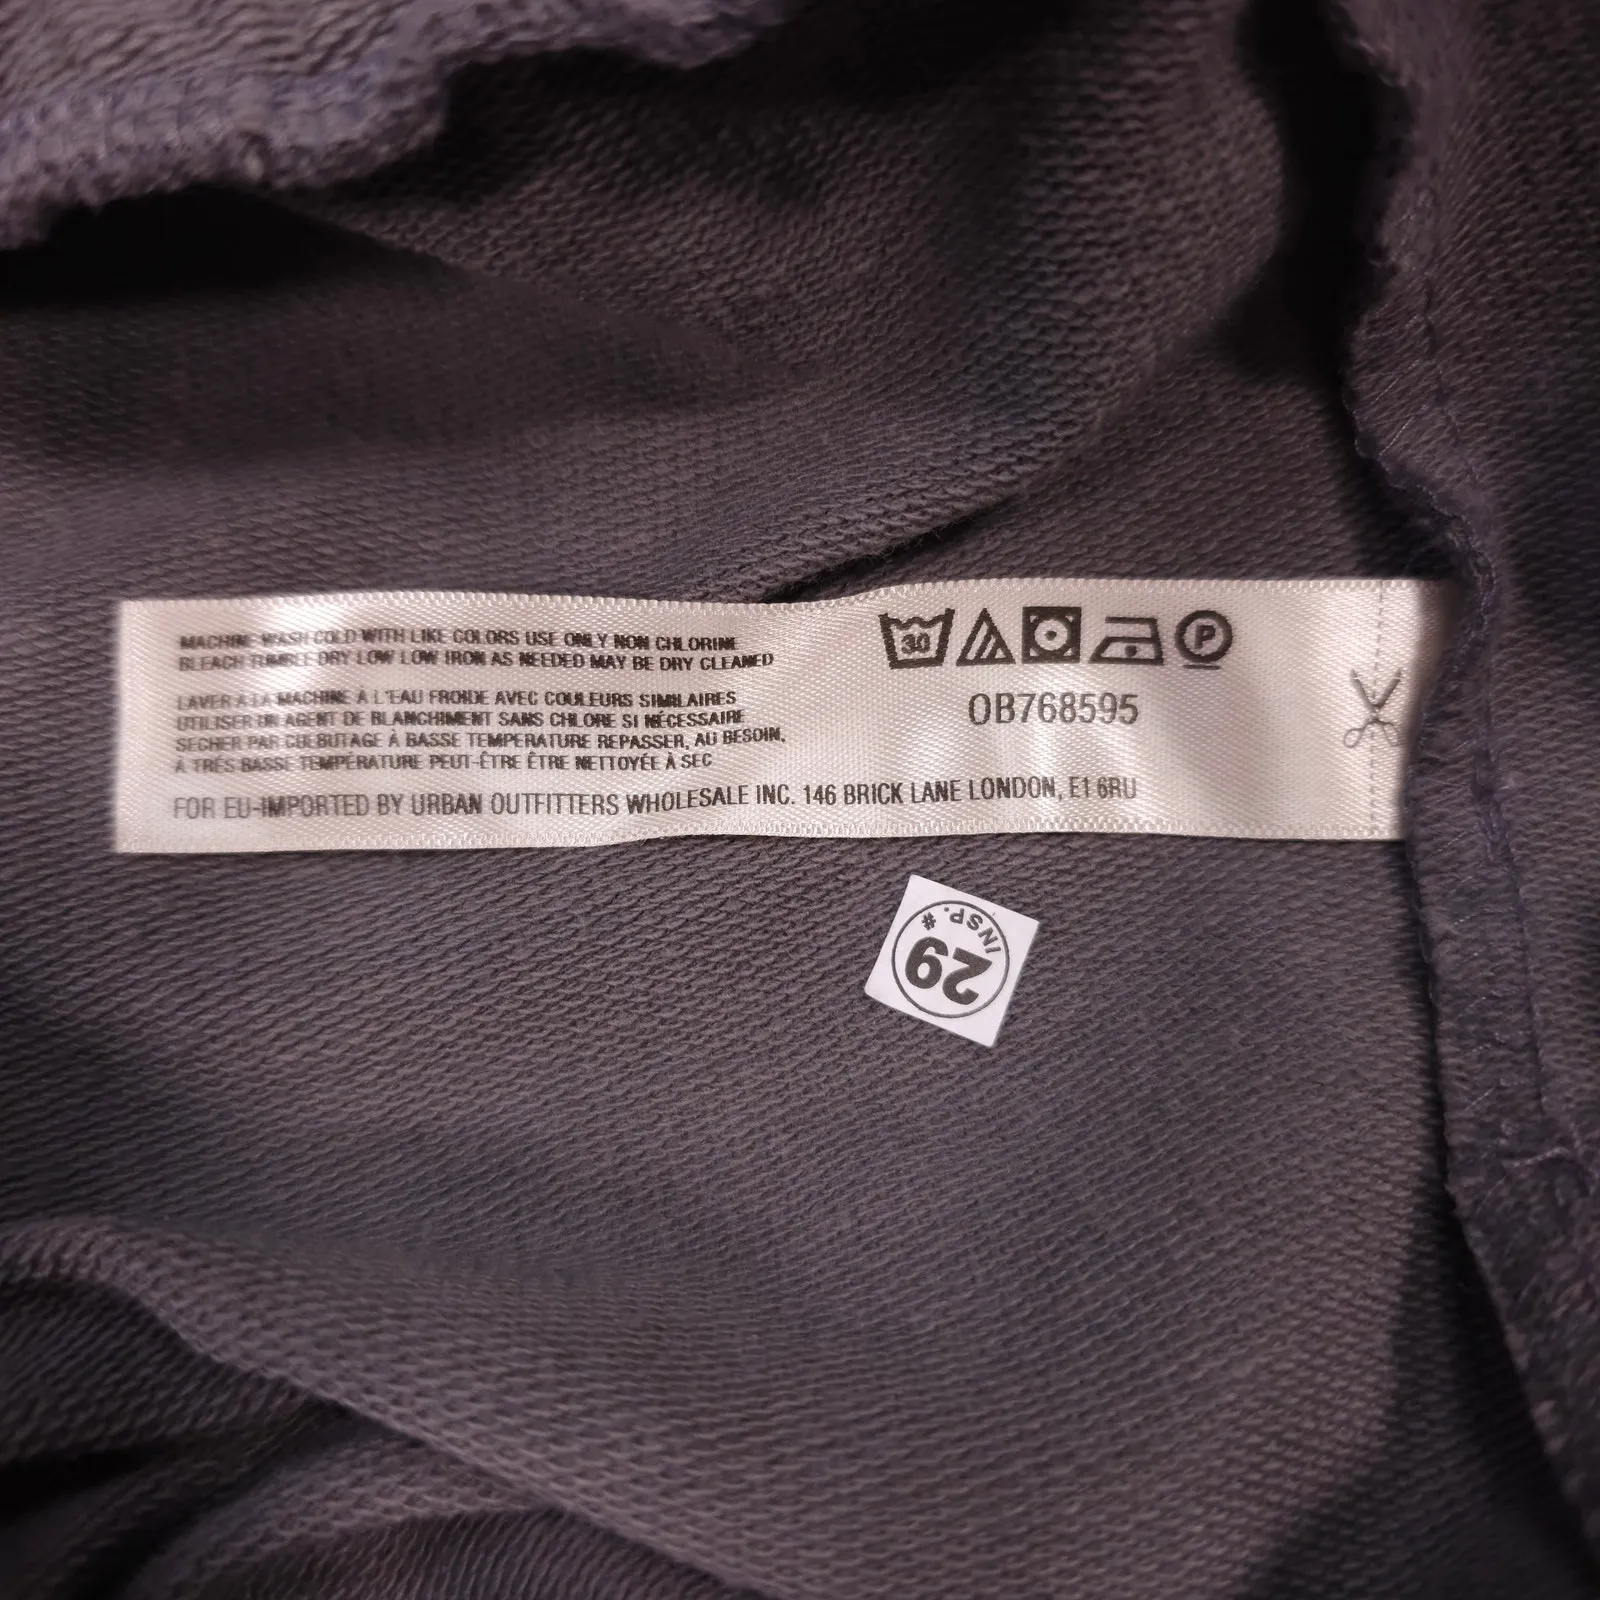 MACHINE WASH COLD WITH LIKE COLORS USE ONLY NON CHLORINE
BLEACH TUMBLE DRY LOW LOW IRON AS NEEDED MAY BE DRY CLEANED
LAVER A LA MACHINE À L'EAU FROIDE AVEC COULEURS SIMILAIRES
UTILISER UN AGENT DE BLANCHIMENT SANS CHLORE SI NÉCESSAIRE
SECHER PAR CULBUTAGE À BASSE TEMPERATURE REPASSER, AU BESOIN,
À TRÉS BASSE TEMPÉRATURE PEUT-ÊTRE ÊTRE NETTOYÉE À SEC
FOR EU-IMPORTED BY URBAN OUTFITTERS WHOLESALE INC. 146 BRICK LANE LONDON, E1 6RU
30
P
OB768595
INSP. #
29